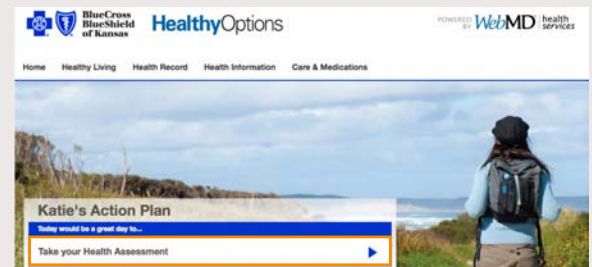 BlueCross
BlueShield
of Kansas
HealthyOptions
POWERED BY WebMD health services
Home Healthy Living Health Record Health Information Care & Medications
Katie's Action Plan
Today would be a great day to...
Take your Health Assessment